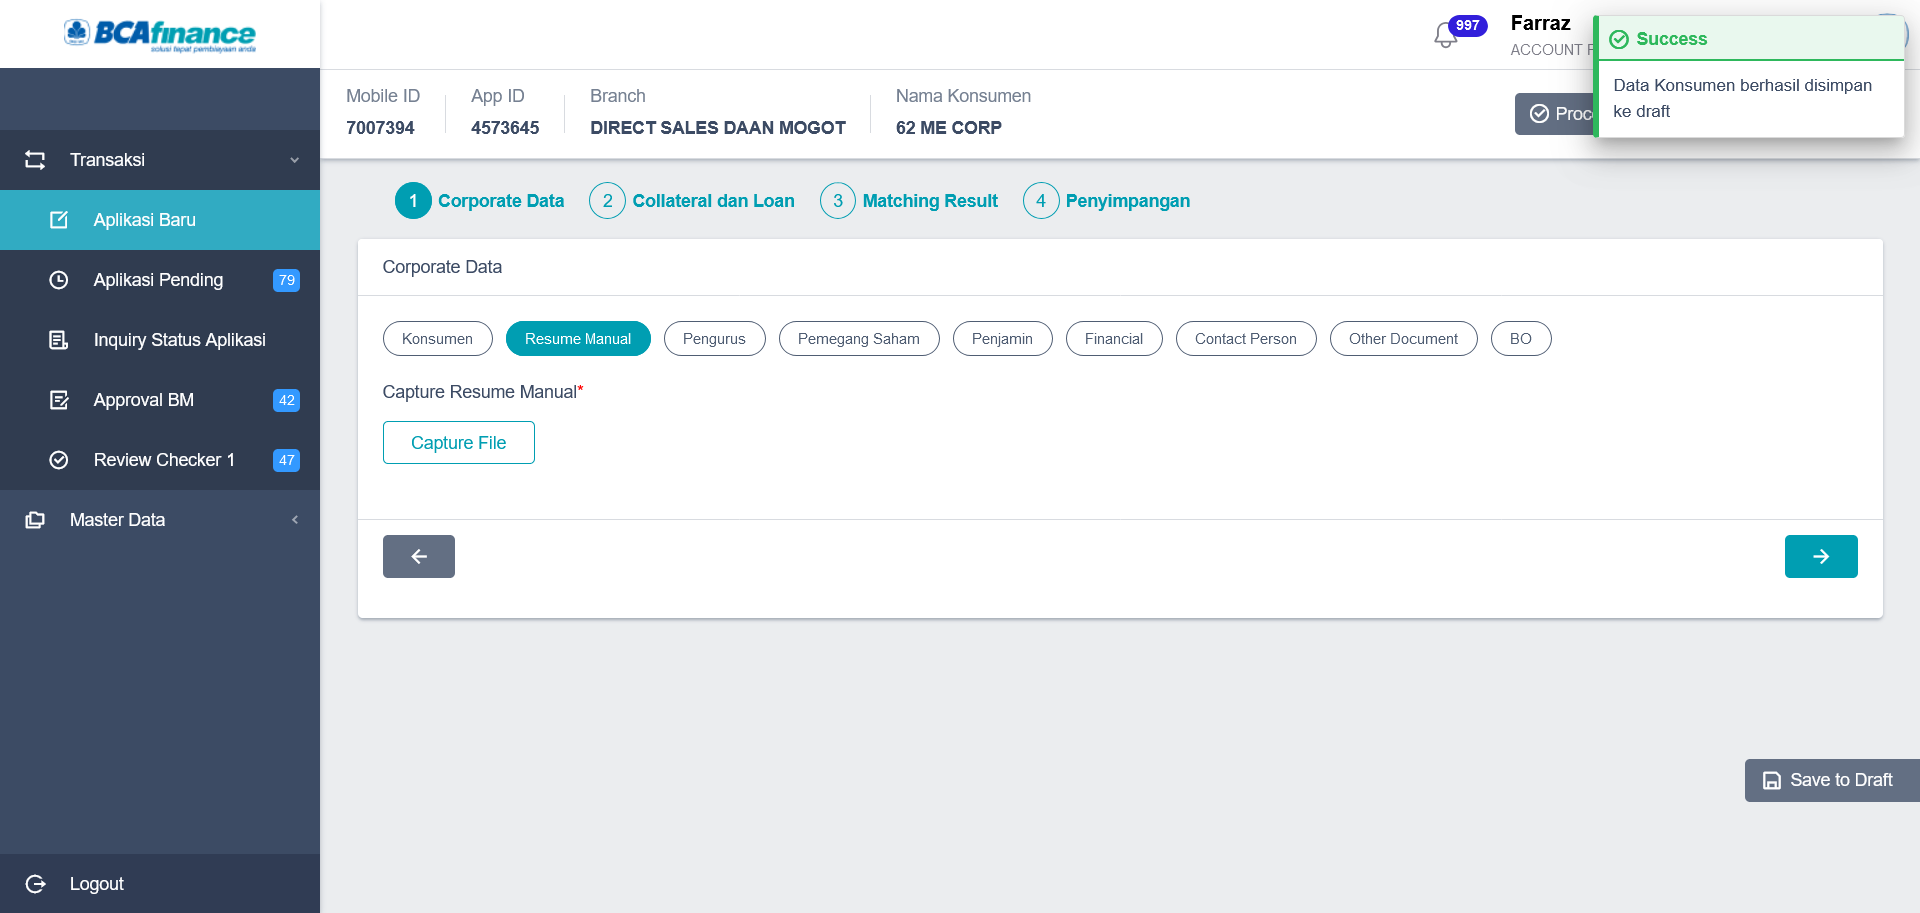 BCAfinance
solusi tepat pembiayaan anda
997
Farraz
ACCOUNT
Success
Data Konsumen berhasil disimpan
ke draft
Mobile ID
7007394
App ID
4573645
Branch
DIRECT SALES DAAN MOGOT
Nama Konsumen
62 ME CORP
Transaksi
Aplikasi Baru
Aplikasi Pending
79
Inquiry Status Aplikasi
Approval BM
42
Review Checker 1
47
Master Data
Logout
1 Corporate Data
2 Collateral dan Loan
3 Matching Result
4 Penyimpangan
Corporate Data
Konsumen
Resume Manual
Pengurus
Pemegang Saham
Penjamin
Financial
Contact Person
Other Document
BO
Capture Resume Manual*
Capture File
Save to Draft